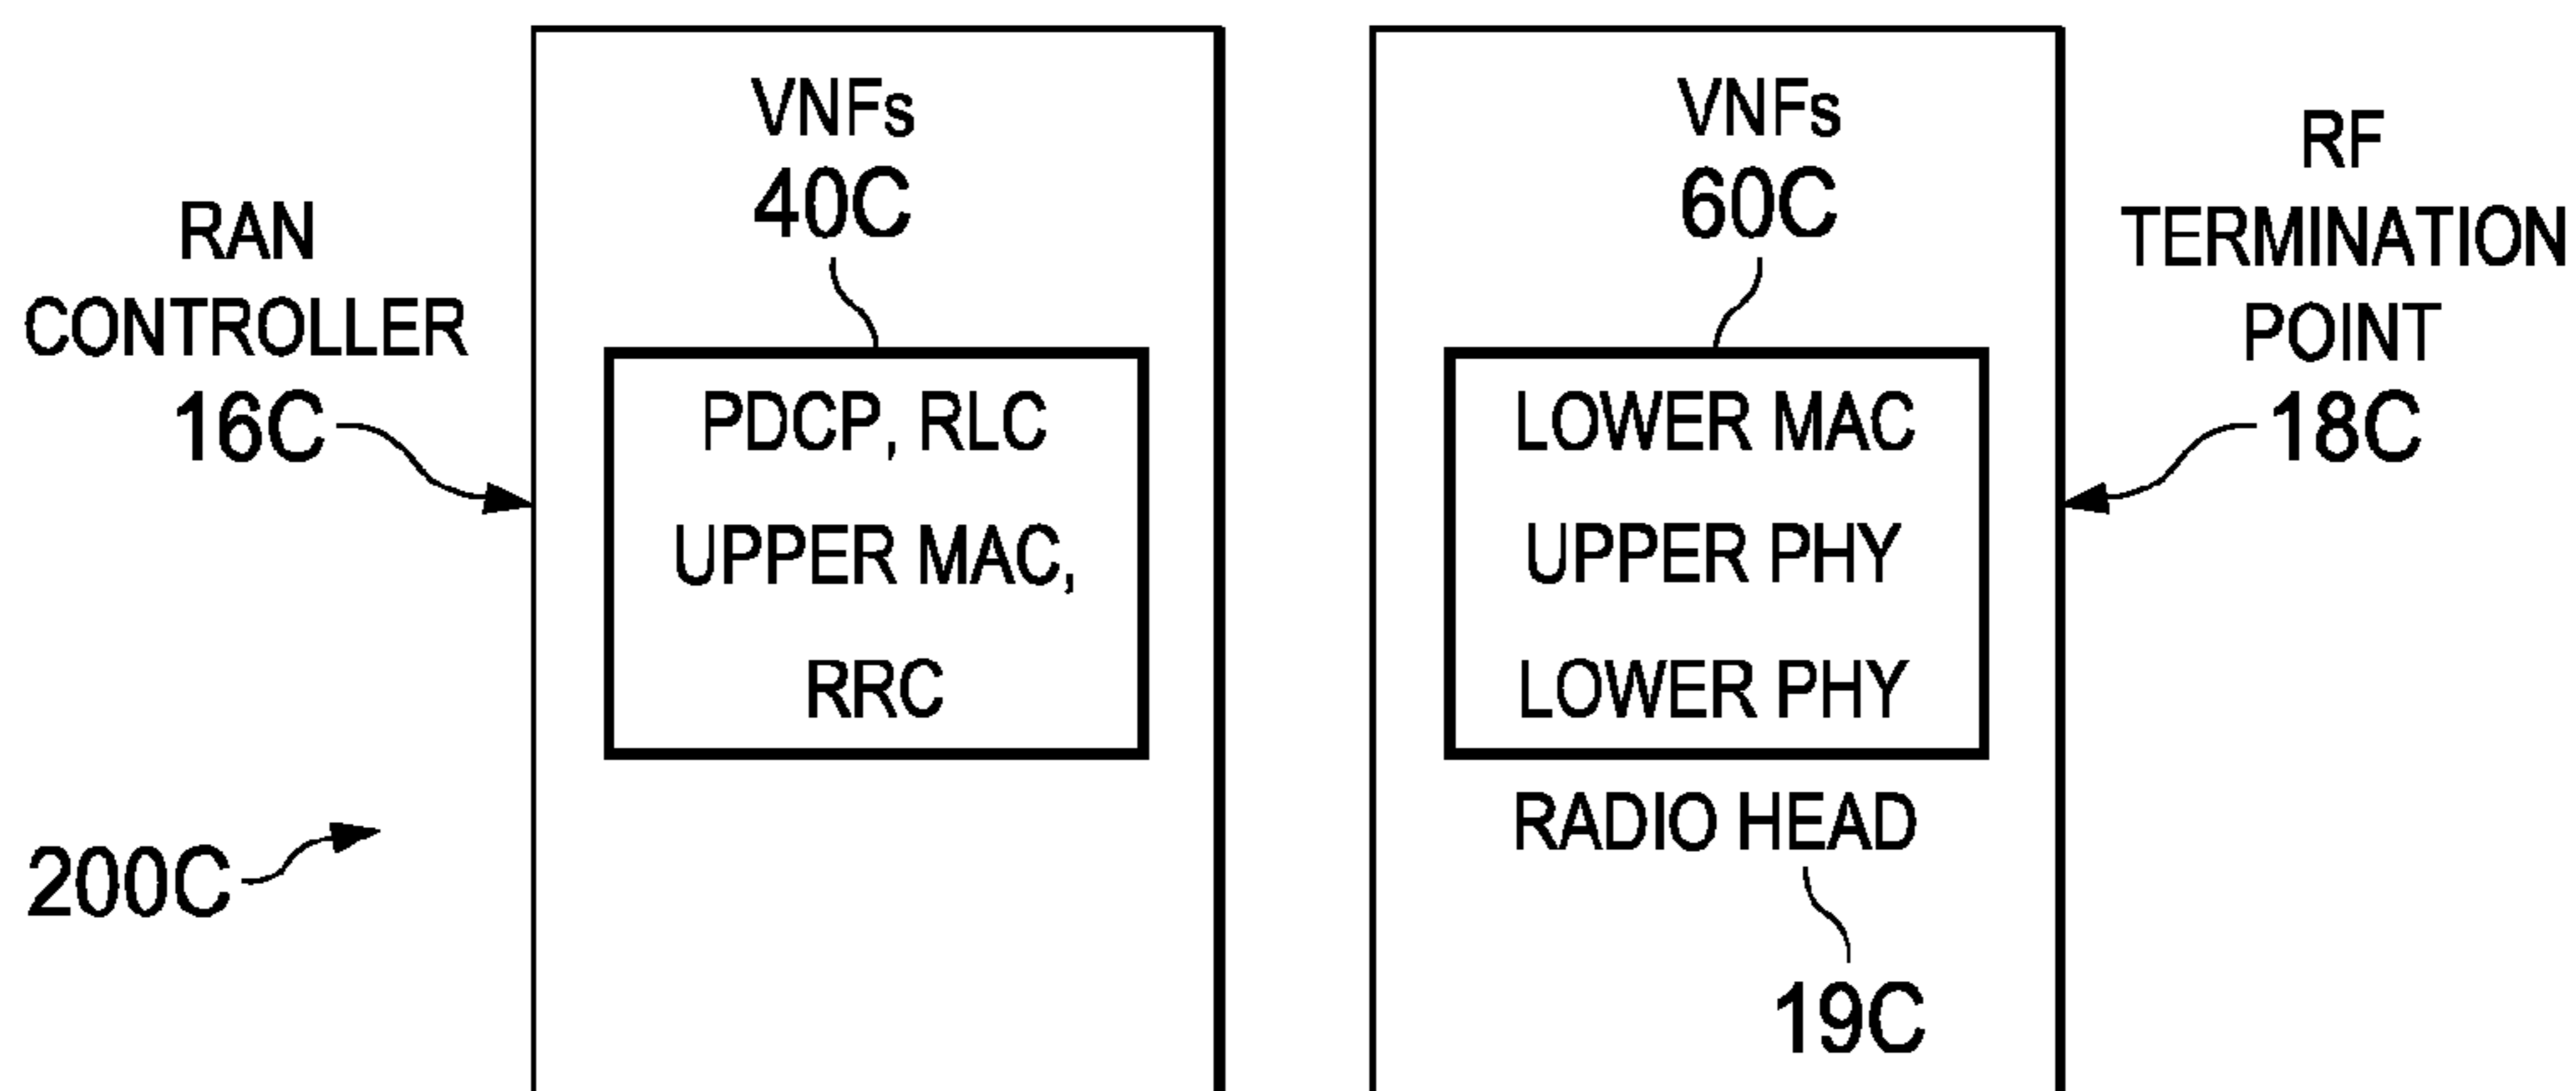 RAN
CONTROLLER
16C
200C
VNFs
40C
PDCP, RLC
UPPER MAC,
RRC
VNFs
60C
LOWER MAC
UPPER PHY
LOWER PHY
RADIO HEAD
19C
RF
TERMINATION
POINT
18C